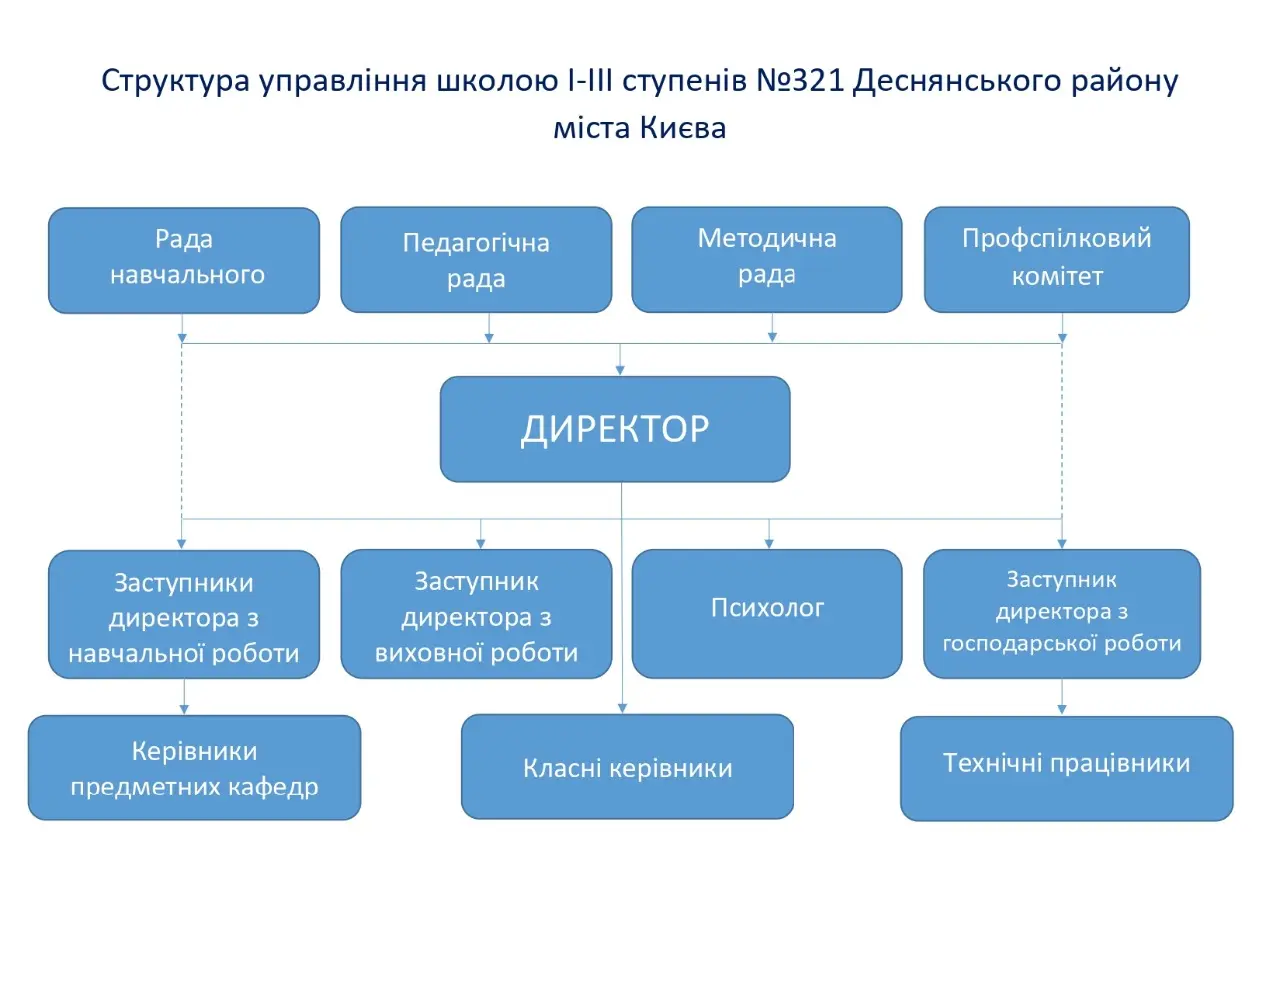 Структура управління школою І-ІІІ ступенів №321 Деснянського району
міста Києва
Рада
навчального
Педагогічна
рада
Методична
рада
Профспілковий
комітет
ДИРЕКТОР
Заступники
директора з
навчальної роботи
Заступник
директора з
виховної роботи
Психолог
Заступник
директора з
господарської роботи
Керівники
предметних кафедр
Класні керівники
Технічні працівники